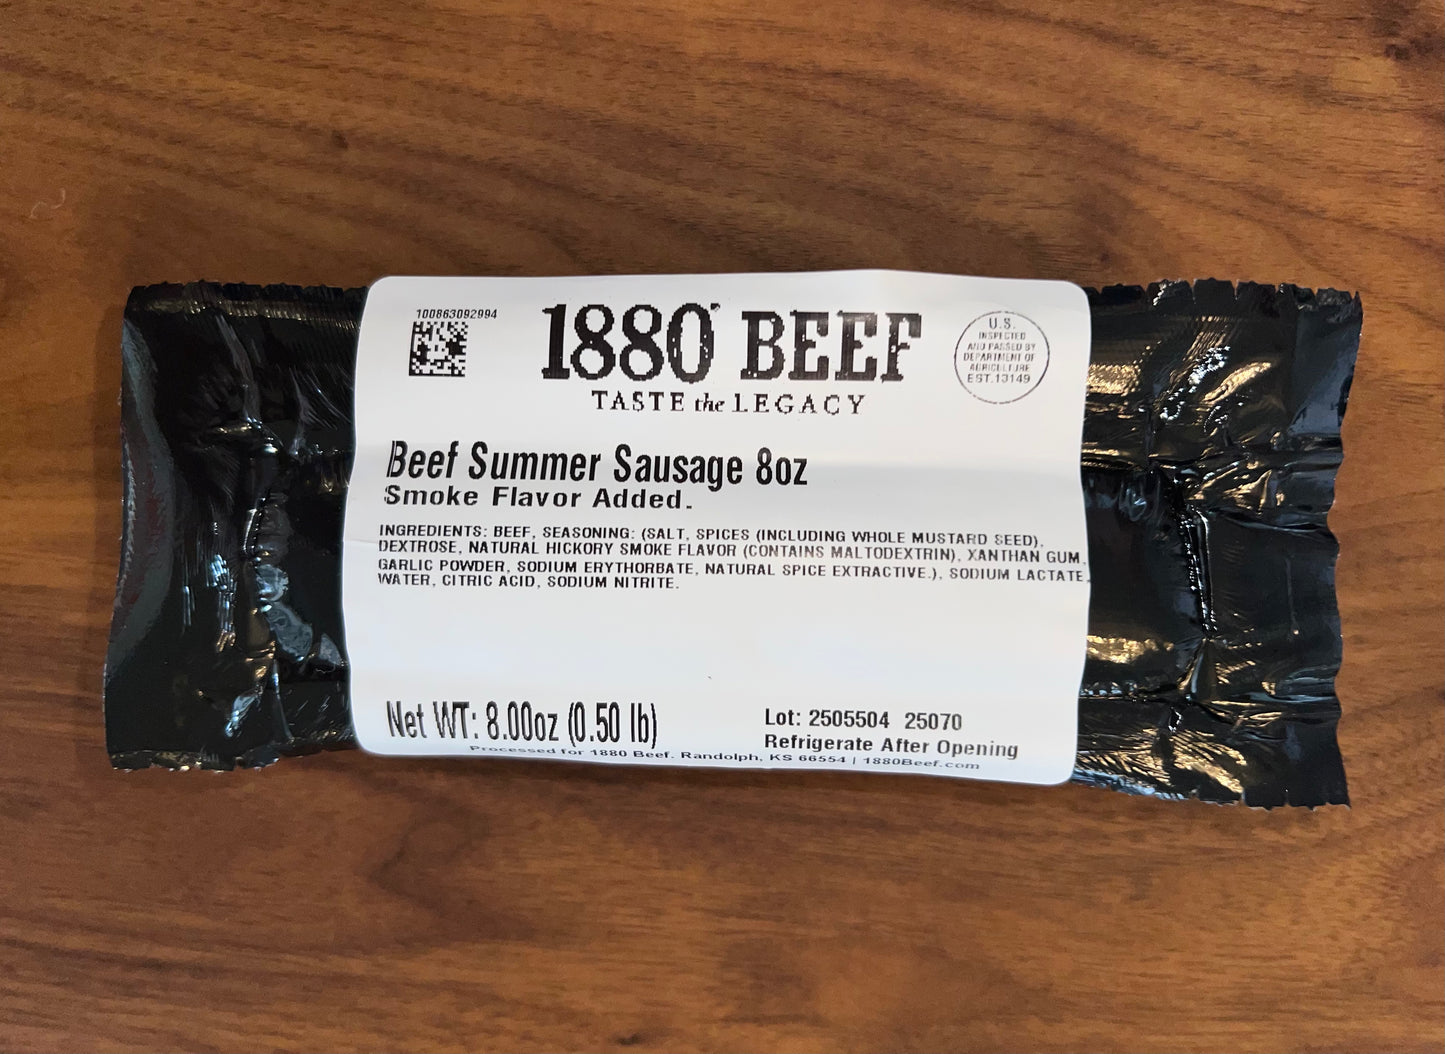 100863092994
1880 BEEF
TASTE the LEGACY
U.S.
INSPECTED
AND PASSED BY
DEPARTMENT OF
AGRICULTURE
EST.13149
Beef Summer Sausage 8oz
Smoke Flavor Added.
INGREDIENTS: BEEF, SEASONING: (SALT, SPICES (INCLUDING WHOLE MUSTARD SEED),
DEXTROSE, NATURAL HICKORY SMOKE FLAVOR (CONTAINS MALTODEXTRIN), XANTHAN GUM,
GARLIC POWDER, SODIUM ERYTHORBATE, NATURAL SPICE EXTRACTIVE.), SODIUM LACTATE,
WATER, CITRIC ACID, SODIUM NITRITE.
Net WT: 8.00oz (0.50 lb)
Lot: 2505504 25070
Refrigerate After Opening
Processed for 1880 Beef. Randolph, KS 66554 | 1880Beef.com